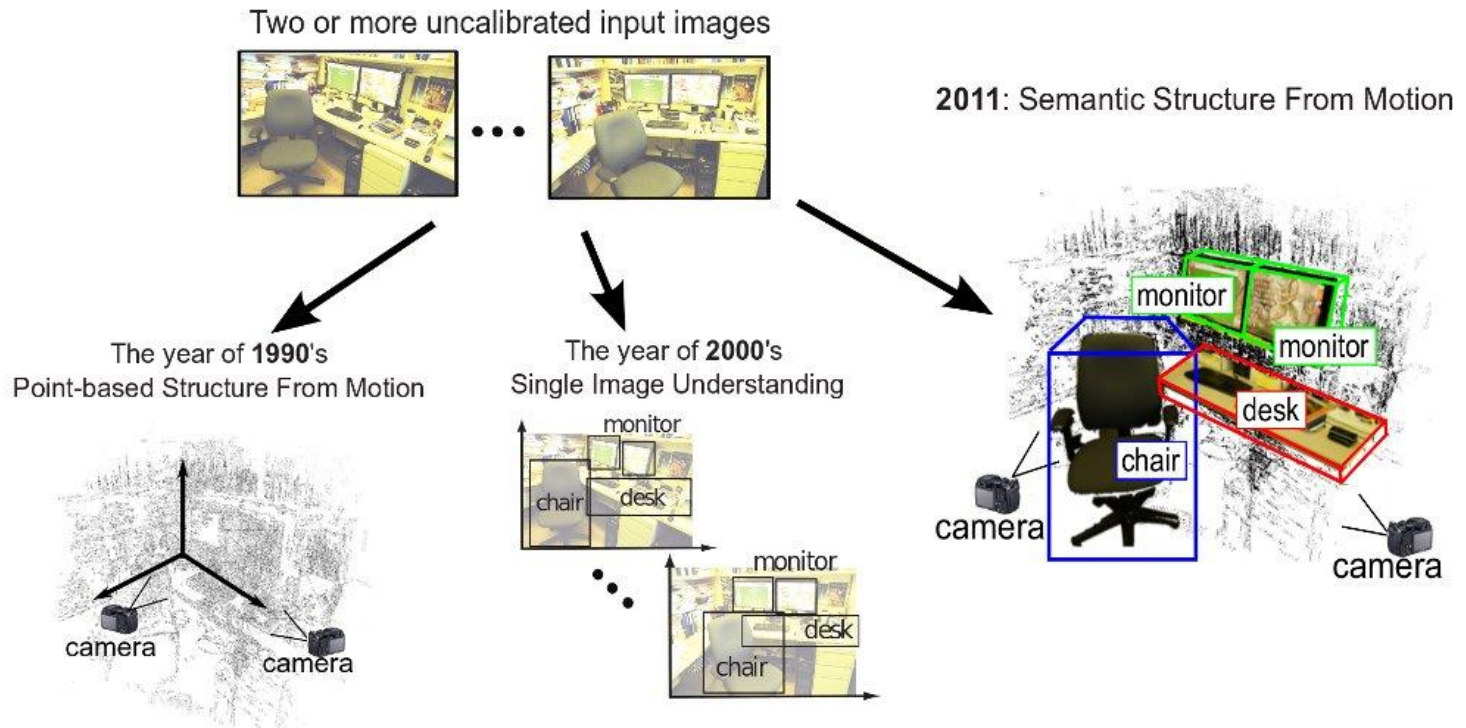 Two or more uncalibrated input images
2011: Semantic Structure From Motion
The year of 1990's
Point-based Structure From Motion
camera
camera
The year of 2000's
Single Image Understanding
monitor
chair
desk
monitor
desk
chair
monitor
monitor
desk
chair
camera
camera